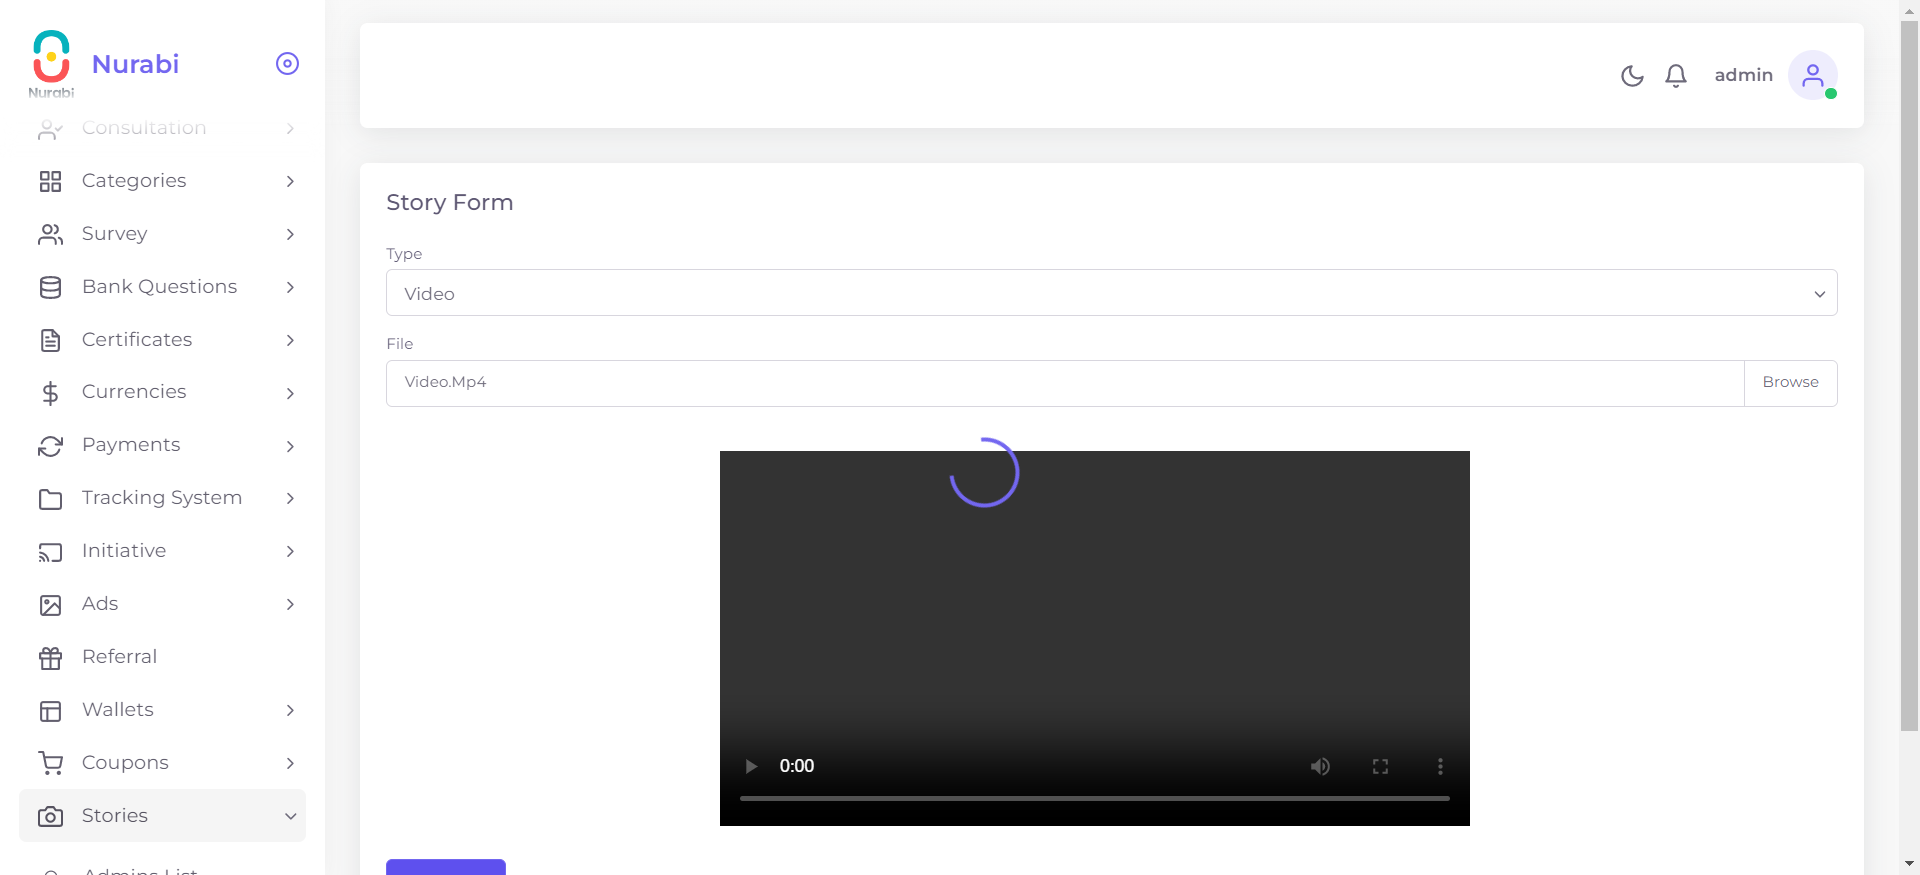 Nurabi
Nurabi
Consultation
Categories
Survey
Bank Questions
Certificates
Currencies
Payments
Tracking System
Initiative
Ads
Referral
Wallets
Coupons
Stories
Admins List
admin
Story Form
Type
Video
File
Video.Mp4
Browse
0:00